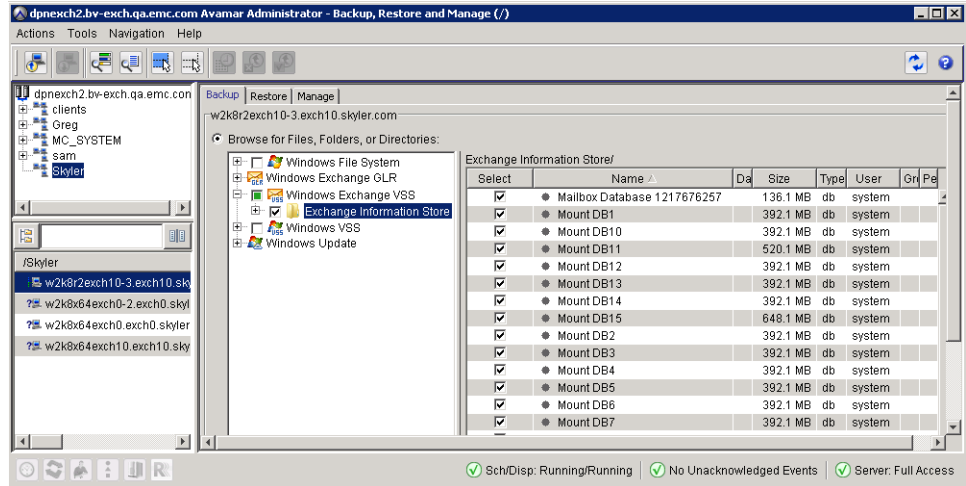 dpnexch2.bv-exch.qa.emc.com Avamar Administrator - Backup, Restore and Manage (/)
Actions Tools Navigation Help
dpnexch2.bv-exch.qa.emc.con
clients
Greg
MC_SYSTEM
sam
Skyler
/Skyler
w2k8r2exch10-3.exch10.sky
w2k8x64exch0-2.exch0.skyl
w2k8x64exch0.exch0.skyler
w2k8x64exch10.exch10.sky
Backup Restore Manage
w2k8r2exch10-3.exch10.skyler.com
Browse for Files, Folders, or Directories:
Windows File System
GLR Windows Exchange GLR
VSS Windows Exchange VSS
Exchange Information Store
VSS Windows VSS
Windows Update
Exchange Information Store/
Select Name Da Size Type User Gr Pe
Mailbox Database 1217676257 136.1 MB db system
Mount DB1 392.1 MB db system
Mount DB10 392.1 MB db system
Mount DB11 520.1 MB db system
Mount DB12 392.1 MB db system
Mount DB13 392.1 MB db system
Mount DB14 392.1 MB db system
Mount DB15 648.1 MB db system
Mount DB2 392.1 MB db system
Mount DB3 392.1 MB db system
Mount DB4 392.1 MB db system
Mount DB5 392.1 MB db system
Mount DB6 392.1 MB db system
Mount DB7 392.1 MB db system
Sch/Disp: Running/Running No Unacknowledged Events Server: Full Access